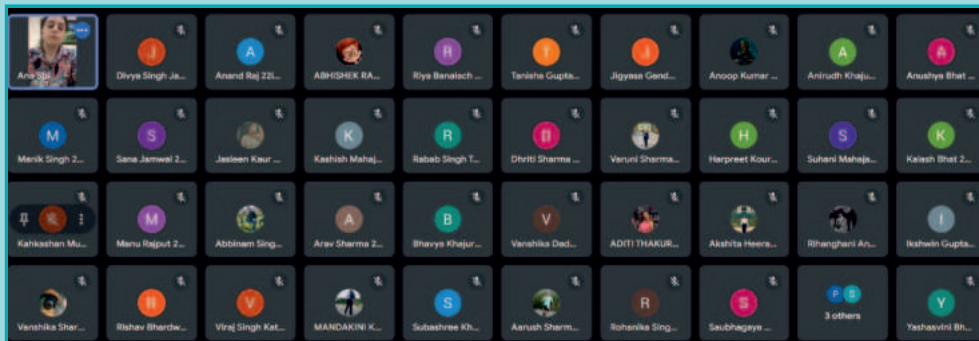 Ana Sbi
J
Divya Singh Ja...
A
Anand Raj 22i...
ABHISHEK RA...
R
Riya Banaisch ...
T
Tanisha Gupta...
J
Jigyasa Gand...
Anoop Kumar ...
A
Anirudh Khaju...
A
Anushya Bhat ...
M
Manik Singh 2...
S
Sana Jamwal 2...
Jasleen Kaur ...
K
Kashish Mahaj...
R
Rabab Singh T...
Dhriti Sharma ...
Varuni Sharma...
H
Harpreet Kour...
S
Suhani Mahaja...
K
Kalash Bhat 2...
Kahkashan Mu...
M
Manu Rajput 2...
Abhinam Sing...
A
Arav Sharma 2...
B
Bhavya Khajur...
V
Vanshika Dad...
ADITI THAKUR...
Akshita Heera...
Rihanghani An...
I
Ikshwin Gupta...
Vanshika Shar...
Rishav Bhardw...
V
Viraj Singh Kat...
MANDAKINI K...
S
Subashree Kh...
Aarush Sharm...
R
Rohanika Sing...
S
Saubhagaya ...
P S
3 others
Y
Yashasvini Bh...